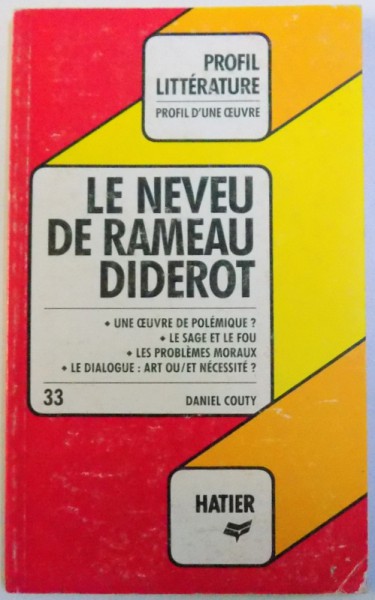 PROFIL
LITTÉRATURE
PROFIL D'UNE ŒUVRE
LE NEVEU
DE RAMEAU
DIDEROT
• UNE ŒUVRE DE POLÉMIQUE ?
• LE SAGE ET LE FOU
• LES PROBLÈMES MORAUX
• LE DIALOGUE : ART OU/ET NÉCESSITÉ ?
33 DANIEL COUTY
HATIER